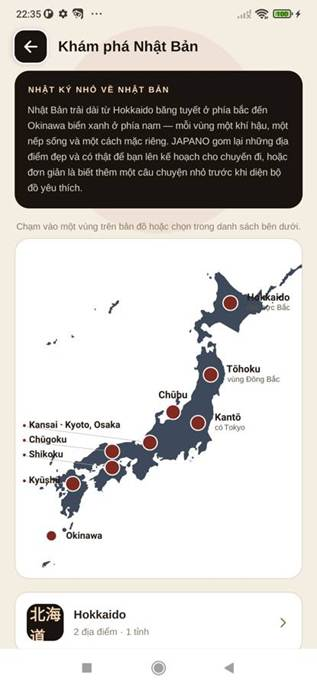 22:35
100
Khám phá Nhật Bản
NHẬT KÝ NHỎ VỀ NHẬT BẢN
Nhật Bản trải dài từ Hokkaido băng tuyết ở phía bắc đến
Okinawa biển xanh ở phía nam — mỗi vùng một khí hậu, một
nếp sống và một cách mặc riêng. JAPANO gom lại những địa
điểm đẹp và có thật để bạn lên kế hoạch cho chuyến đi, hoặc
đơn giản là biết thêm một câu chuyện nhỏ trước khi diện bộ
đồ yêu thích.
Chạm vào một vùng trên bản đồ hoặc chọn trong danh sách bên dưới.
Hokkaido
Bắc
Tōhoku
vùng Đông Bắc
Chūbu
Kantō
có Tokyo
Kansai · Kyoto, Osaka
Chūgoku
Shikoku
Kyūshū
Okinawa
北海
道
Hokkaido
2 địa điểm · 1 tỉnh